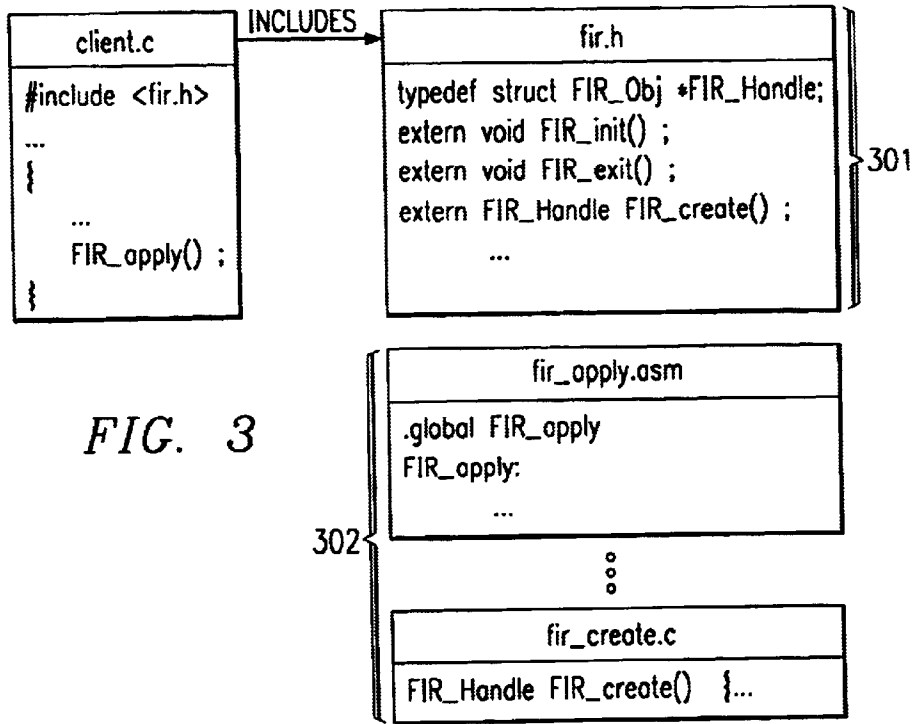 client.c
#include <fir.h>
...
{
...
FIR_apply() ;
}
INCLUDES
fir.h
typedef struct FIR_Obj *FIR_Handle;
extern void FIR_init() ;
extern void FIR_exit() ;
extern FIR_Handle FIR_create() ;
...
301
FIG. 3
302
fir_apply.asm
.global FIR_apply
FIR_apply:
...
fir_create.c
FIR_Handle FIR_create() {...